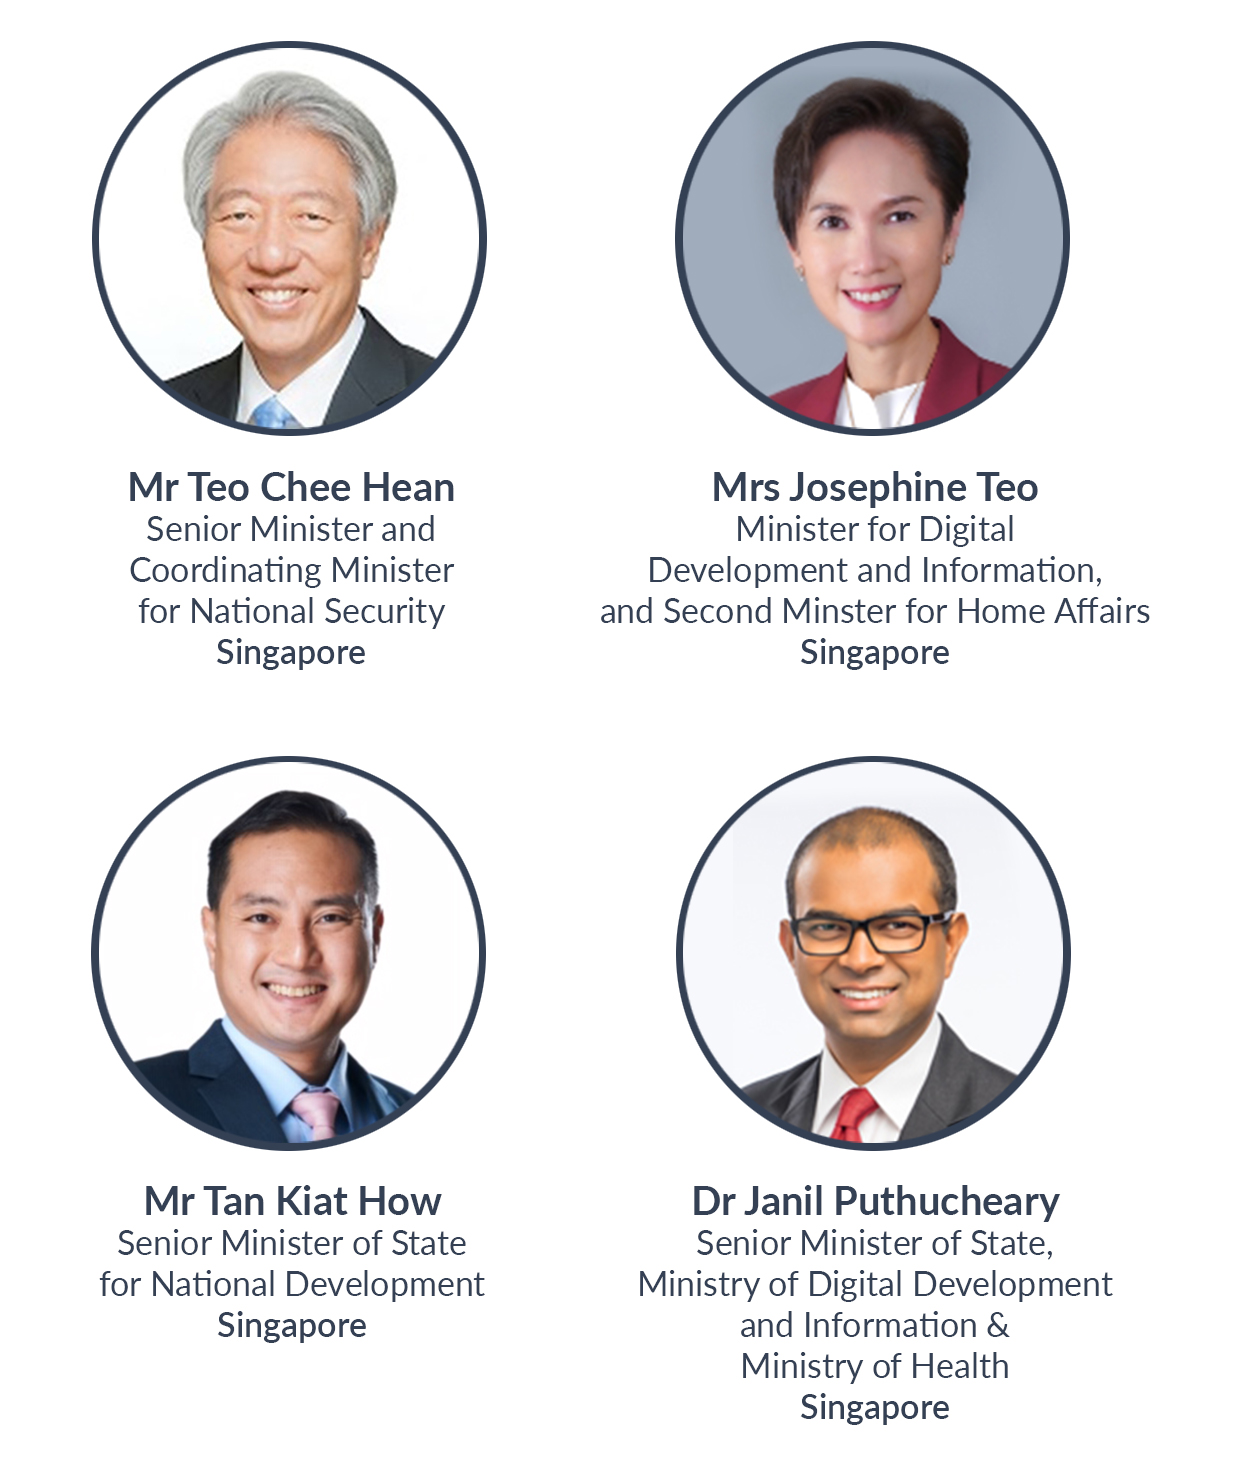 Mr Teo Chee Hean
Senior Minister and
Coordinating Minister
for National Security
Singapore
Mrs Josephine Teo
Minister for Digital
Development and Information,
and Second Minster for Home Affairs
Singapore
Mr Tan Kiat How
Senior Minister of State
for National Development
Singapore
Dr Janil Puthucheary
Senior Minister of State,
Ministry of Digital Development
and Information &
Ministry of Health
Singapore